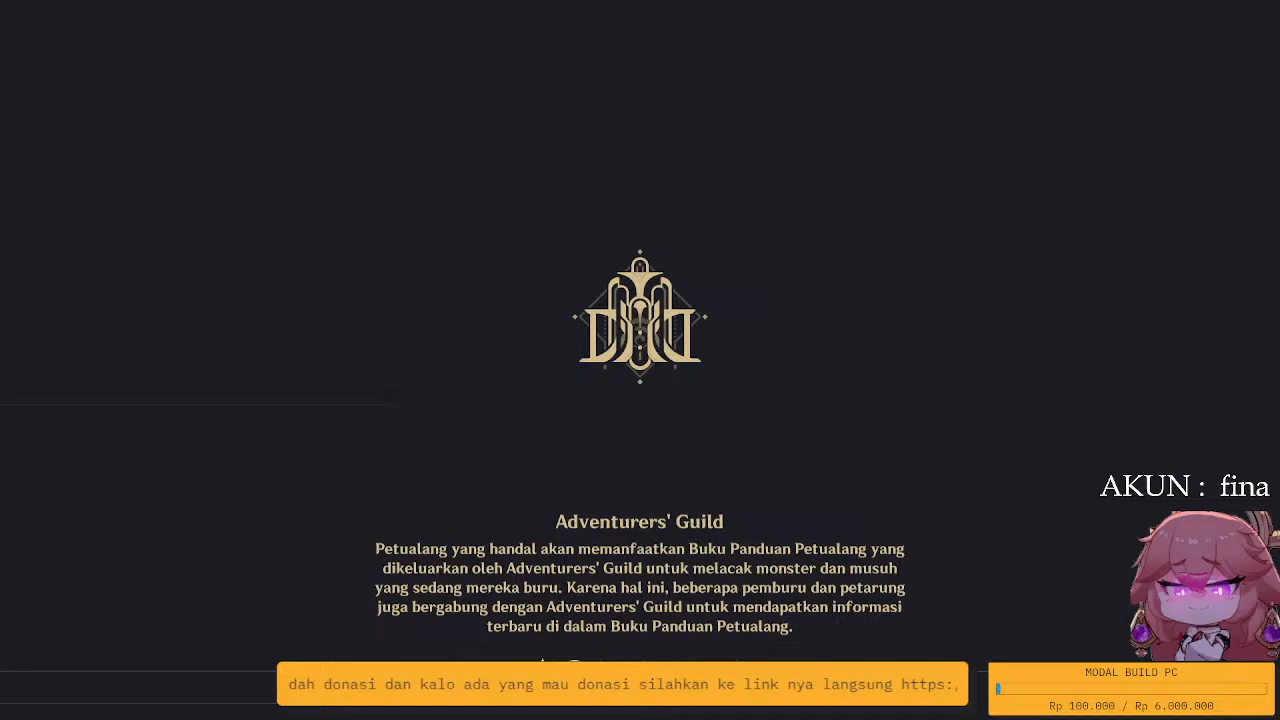 Adventurers' Guild
Petualang yang handal akan memanfaatkan Buku Panduan Petualang yang
dikeluarkan oleh Adventurers' Guild untuk melacak monster dan musuh
yang sedang mereka buru. Karena hal ini, beberapa pemburu dan petarung
juga bergabung dengan Adventurers' Guild untuk mendapatkan informasi
terbaru di dalam Buku Panduan Petualang.
AKUN : fina
dah donasi dan kalo ada yang mau donasi silahkan ke link nya langsung https:/
MODAL BUILD PC
Rp 100.000 / Rp 6.000.000